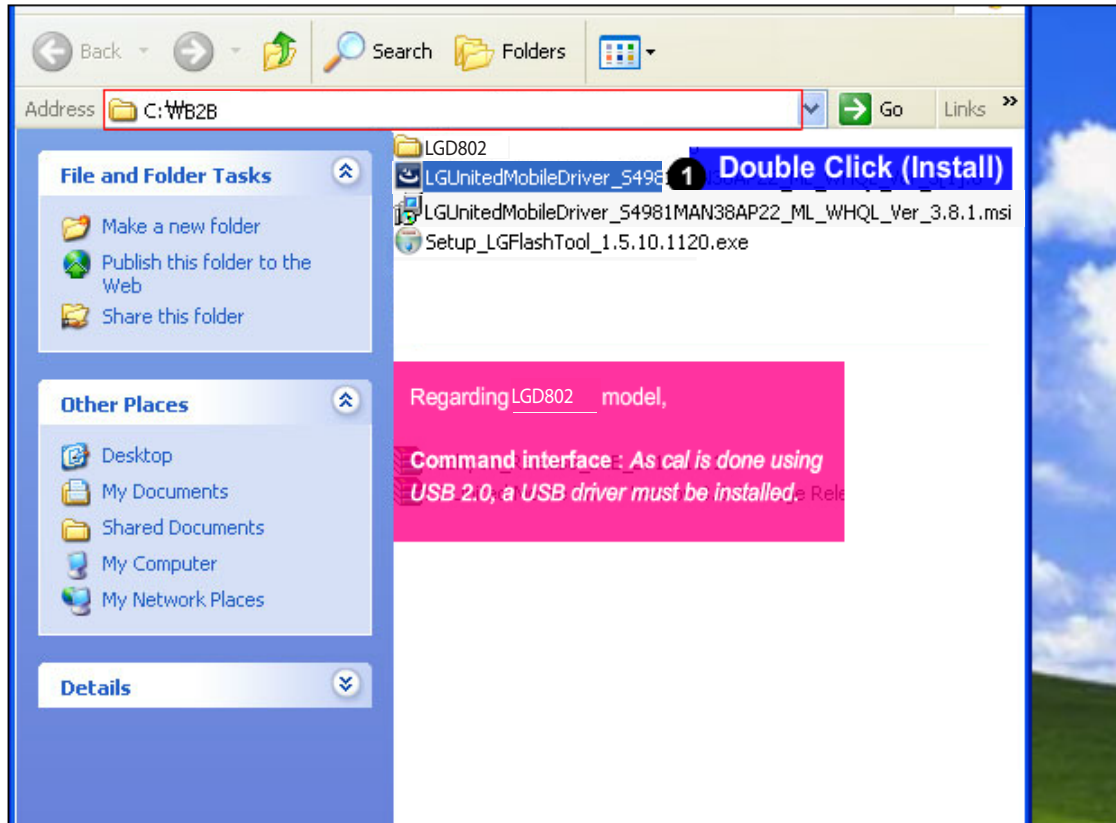 Back
Search
Folders
Address C:₩B2B
Go
Links
File and Folder Tasks
Make a new folder
Publish this folder to the
Web
Share this folder
Other Places
Desktop
My Documents
Shared Documents
My Computer
My Network Places
Details
LGD802
LGUnitedMobileDriver_S498
1 Double Click (Install)
LGUnitedMobileDriver_S4981MAN38AP22_ML_WHQL_Ver_3.8.1.msi
Setup_LGFlashTool_1.5.10.1120.exe
Regarding LGD802 model,
Command interface : As cal is done using
USB 2.0, a USB driver must be installed.